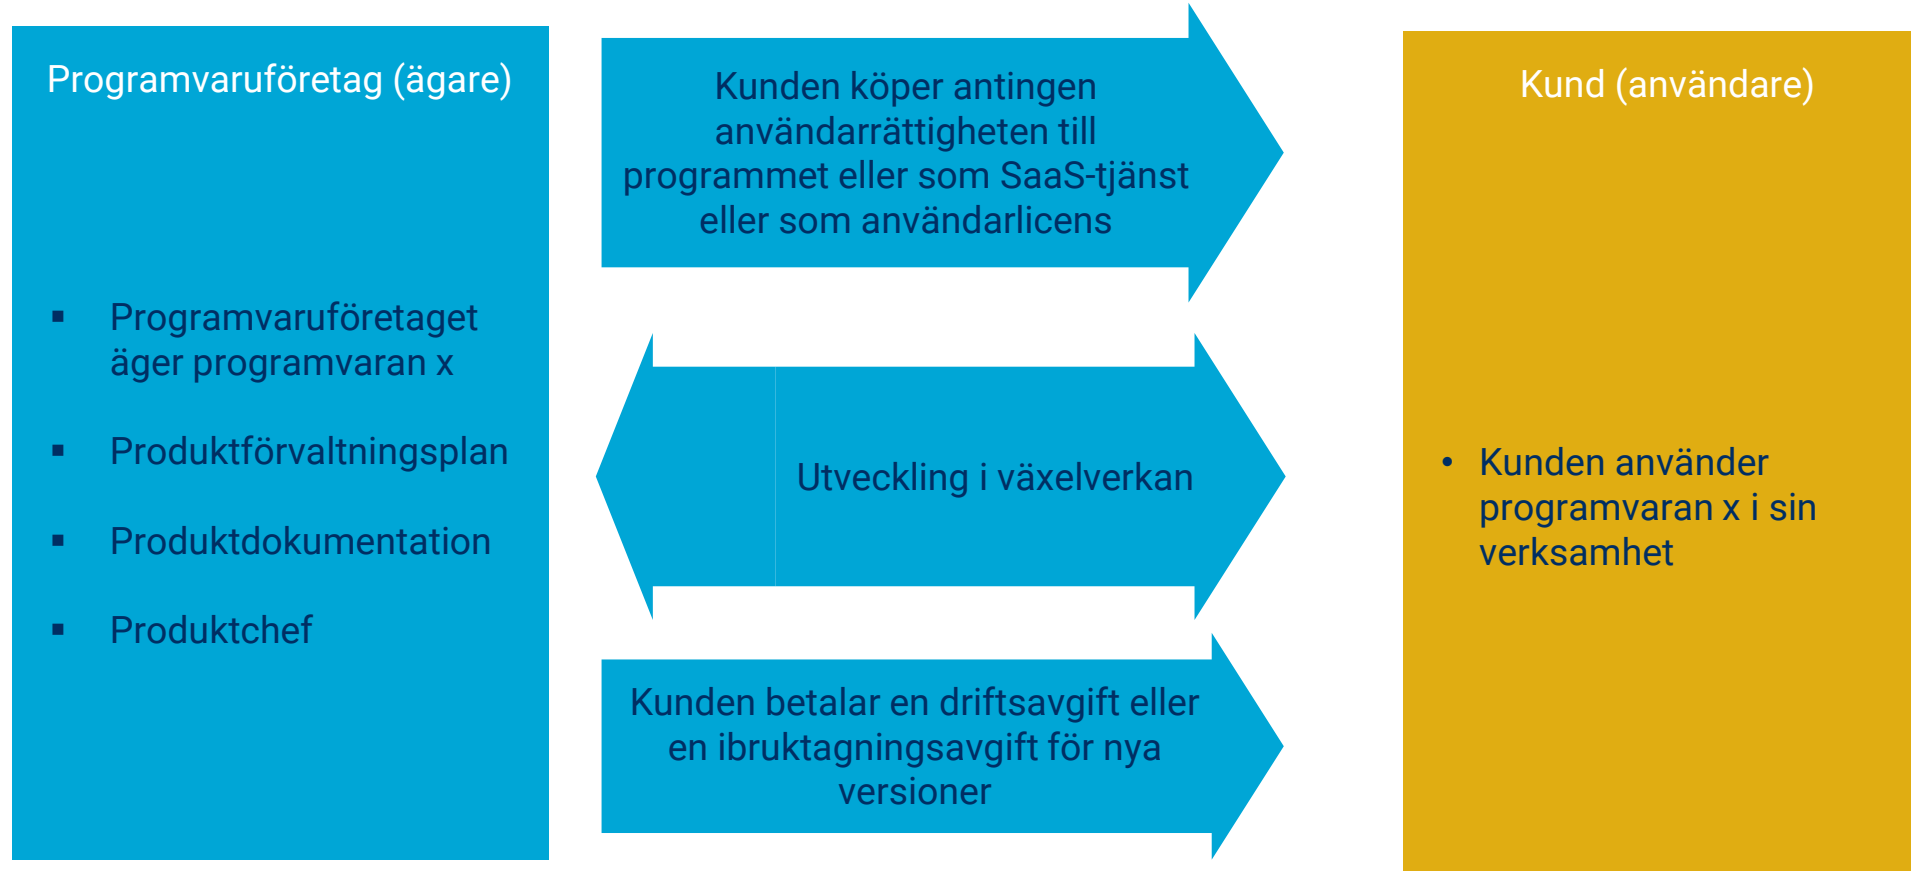 Programvaruföretag (ägare)
▪ Programvaruföretaget
äger programvaran x
▪ Produktförvaltningsplan
▪ Produktdokumentation
▪ Produktchef
Kunden köper antingen
användarrättigheten till
programmet eller som SaaS-tjänst
eller som användarlicens
Utveckling i växelverkan
Kunden betalar en driftsavgift eller
en ibruktagningsavgift för nya
versioner
Kund (användare)
• Kunden använder
programvaran x i sin
verksamhet